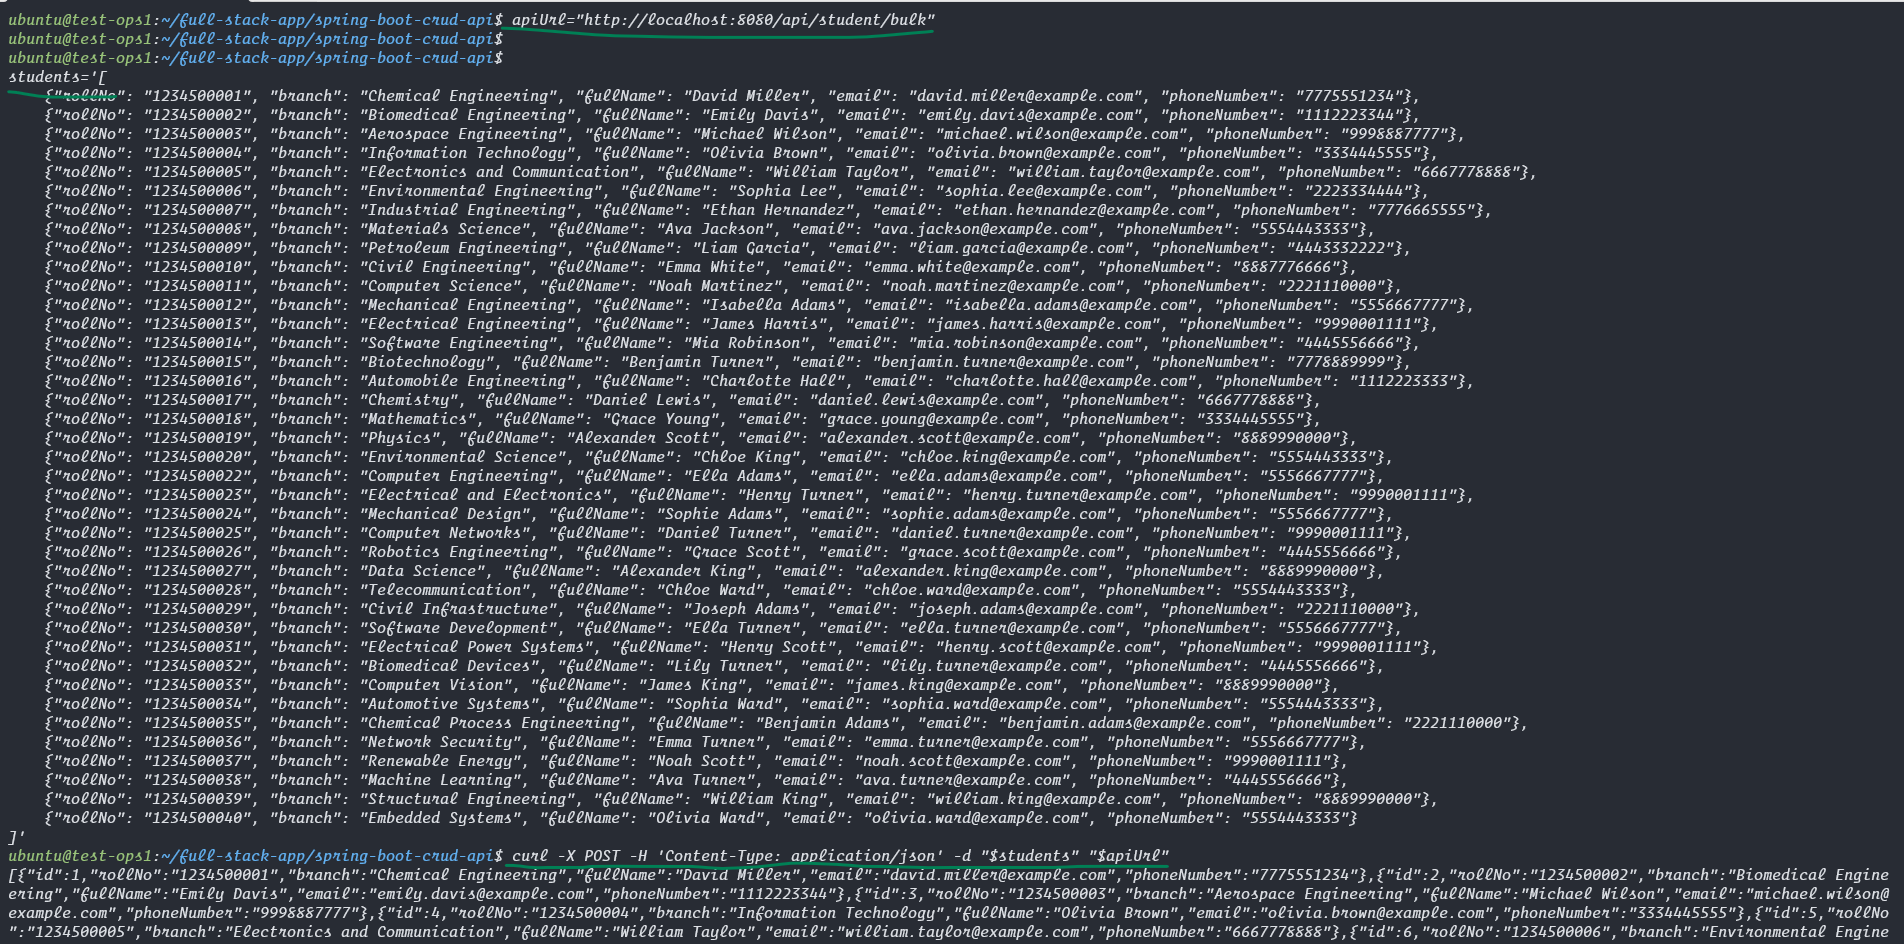 ubuntu@test-ops1:~/full-stack-app/spring-boot-crud-api$ apiUrl="http://localhost:8080/api/student/bulk"
ubuntu@test-ops1:~/full-stack-app/spring-boot-crud-api$
ubuntu@test-ops1:~/full-stack-app/spring-boot-crud-api$
students='[
    {"rollNo": "1234500001", "branch": "Chemical Engineering", "fullName": "David Miller", "email": "david.miller@example.com", "phoneNumber": "7775551234"},
    {"rollNo": "1234500002", "branch": "Biomedical Engineering", "fullName": "Emily Davis", "email": "emily.davis@example.com", "phoneNumber": "1112223344"},
    {"rollNo": "1234500003", "branch": "Aerospace Engineering", "fullName": "Michael Wilson", "email": "michael.wilson@example.com", "phoneNumber": "9998887777"},
    {"rollNo": "1234500004", "branch": "Information Technology", "fullName": "Olivia Brown", "email": "olivia.brown@example.com", "phoneNumber": "3334445555"},
    {"rollNo": "1234500005", "branch": "Electronics and Communication", "fullName": "William Taylor", "email": "william.taylor@example.com", "phoneNumber": "6667778888"},
    {"rollNo": "1234500006", "branch": "Environmental Engineering", "fullName": "Sophia Lee", "email": "sophia.lee@example.com", "phoneNumber": "2223334444"},
    {"rollNo": "1234500007", "branch": "Industrial Engineering", "fullName": "Ethan Hernandez", "email": "ethan.hernandez@example.com", "phoneNumber": "7776665555"},
    {"rollNo": "1234500008", "branch": "Materials Science", "fullName": "Ava Jackson", "email": "ava.jackson@example.com", "phoneNumber": "5554443333"},
    {"rollNo": "1234500009", "branch": "Petroleum Engineering", "fullName": "Liam Garcia", "email": "liam.garcia@example.com", "phoneNumber": "4443332222"},
    {"rollNo": "1234500010", "branch": "Civil Engineering", "fullName": "Emma White", "email": "emma.white@example.com", "phoneNumber": "8887776666"},
    {"rollNo": "1234500011", "branch": "Computer Science", "fullName": "Noah Martinez", "email": "noah.martinez@example.com", "phoneNumber": "2221110000"},
    {"rollNo": "1234500012", "branch": "Mechanical Engineering", "fullName": "Isabella Adams", "email": "isabella.adams@example.com", "phoneNumber": "5556667777"},
    {"rollNo": "1234500013", "branch": "Electrical Engineering", "fullName": "James Harris", "email": "james.harris@example.com", "phoneNumber": "9990001111"},
    {"rollNo": "1234500014", "branch": "Software Engineering", "fullName": "Mia Robinson", "email": "mia.robinson@example.com", "phoneNumber": "4445556666"},
    {"rollNo": "1234500015", "branch": "Biotechnology", "fullName": "Benjamin Turner", "email": "benjamin.turner@example.com", "phoneNumber": "7778889999"},
    {"rollNo": "1234500016", "branch": "Automobile Engineering", "fullName": "Charlotte Hall", "email": "charlotte.hall@example.com", "phoneNumber": "1112223333"},
    {"rollNo": "1234500017", "branch": "Chemistry", "fullName": "Daniel Lewis", "email": "daniel.lewis@example.com", "phoneNumber": "6667778888"},
    {"rollNo": "1234500018", "branch": "Mathematics", "fullName": "Grace Young", "email": "grace.young@example.com", "phoneNumber": "3334445555"},
    {"rollNo": "1234500019", "branch": "Physics", "fullName": "Alexander Scott", "email": "alexander.scott@example.com", "phoneNumber": "8889990000"},
    {"rollNo": "1234500020", "branch": "Environmental Science", "fullName": "Chloe King", "email": "chloe.king@example.com", "phoneNumber": "5554443333"},
    {"rollNo": "1234500022", "branch": "Computer Engineering", "fullName": "Ella Adams", "email": "ella.adams@example.com", "phoneNumber": "5556667777"},
    {"rollNo": "1234500023", "branch": "Electrical and Electronics", "fullName": "Henry Turner", "email": "henry.turner@example.com", "phoneNumber": "9990001111"},
    {"rollNo": "1234500024", "branch": "Mechanical Design", "fullName": "Sophie Adams", "email": "sophie.adams@example.com", "phoneNumber": "5556667777"},
    {"rollNo": "1234500025", "branch": "Computer Networks", "fullName": "Daniel Turner", "email": "daniel.turner@example.com", "phoneNumber": "9990001111"},
    {"rollNo": "1234500026", "branch": "Robotics Engineering", "fullName": "Grace Scott", "email": "grace.scott@example.com", "phoneNumber": "4445556666"},
    {"rollNo": "1234500027", "branch": "Data Science", "fullName": "Alexander King", "email": "alexander.king@example.com", "phoneNumber": "8889990000"},
    {"rollNo": "1234500028", "branch": "Telecommunication", "fullName": "Chloe Ward", "email": "chloe.ward@example.com", "phoneNumber": "5554443333"},
    {"rollNo": "1234500029", "branch": "Civil Infrastructure", "fullName": "Joseph Adams", "email": "joseph.adams@example.com", "phoneNumber": "2221110000"},
    {"rollNo": "1234500030", "branch": "Software Development", "fullName": "Ella Turner", "email": "ella.turner@example.com", "phoneNumber": "5556667777"},
    {"rollNo": "1234500031", "branch": "Electrical Power Systems", "fullName": "Henry Scott", "email": "henry.scott@example.com", "phoneNumber": "9990001111"},
    {"rollNo": "1234500032", "branch": "Biomedical Devices", "fullName": "Lily Turner", "email": "lily.turner@example.com", "phoneNumber": "4445556666"},
    {"rollNo": "1234500033", "branch": "Computer Vision", "fullName": "James King", "email": "james.king@example.com", "phoneNumber": "8889990000"},
    {"rollNo": "1234500034", "branch": "Automotive Systems", "fullName": "Sophia Ward", "email": "sophia.ward@example.com", "phoneNumber": "5554443333"},
    {"rollNo": "1234500035", "branch": "Chemical Process Engineering", "fullName": "Benjamin Adams", "email": "benjamin.adams@example.com", "phoneNumber": "2221110000"},
    {"rollNo": "1234500036", "branch": "Network Security", "fullName": "Emma Turner", "email": "emma.turner@example.com", "phoneNumber": "5556667777"},
    {"rollNo": "1234500037", "branch": "Renewable Energy", "fullName": "Noah Scott", "email": "noah.scott@example.com", "phoneNumber": "9990001111"},
    {"rollNo": "1234500038", "branch": "Machine Learning", "fullName": "Ava Turner", "email": "ava.turner@example.com", "phoneNumber": "4445556666"},
    {"rollNo": "1234500039", "branch": "Structural Engineering", "fullName": "William King", "email": "william.king@example.com", "phoneNumber": "8889990000"},
    {"rollNo": "1234500040", "branch": "Embedded Systems", "fullName": "Olivia Ward", "email": "olivia.ward@example.com", "phoneNumber": "5554443333"}
]'
ubuntu@test-ops1:~/full-stack-app/spring-boot-crud-api$ curl -X POST -H 'Content-Type: application/json' -d "$students" "$apiUrl"
[{"id":1,"rollNo":"1234500001","branch":"Chemical Engineering","fullName":"David Miller","email":"david.miller@example.com","phoneNumber":"7775551234"},{"id":2,"rollNo":"1234500002","branch":"Biomedical Engine
ering","fullName":"Emily Davis","email":"emily.davis@example.com","phoneNumber":"1112223344"},{"id":3,"rollNo":"1234500003","branch":"Aerospace Engineering","fullName":"Michael Wilson","email":"michael.wilson@
example.com","phoneNumber":"9998887777"},{"id":4,"rollNo":"1234500004","branch":"Information Technology","fullName":"Olivia Brown","email":"olivia.brown@example.com","phoneNumber":"3334445555"},{"id":5,"rollNo
":"1234500005","branch":"Electronics and Communication","fullName":"William Taylor","email":"william.taylor@example.com","phoneNumber":"6667778888"},{"id":6,"rollNo":"1234500006","branch":"Environmental Engine